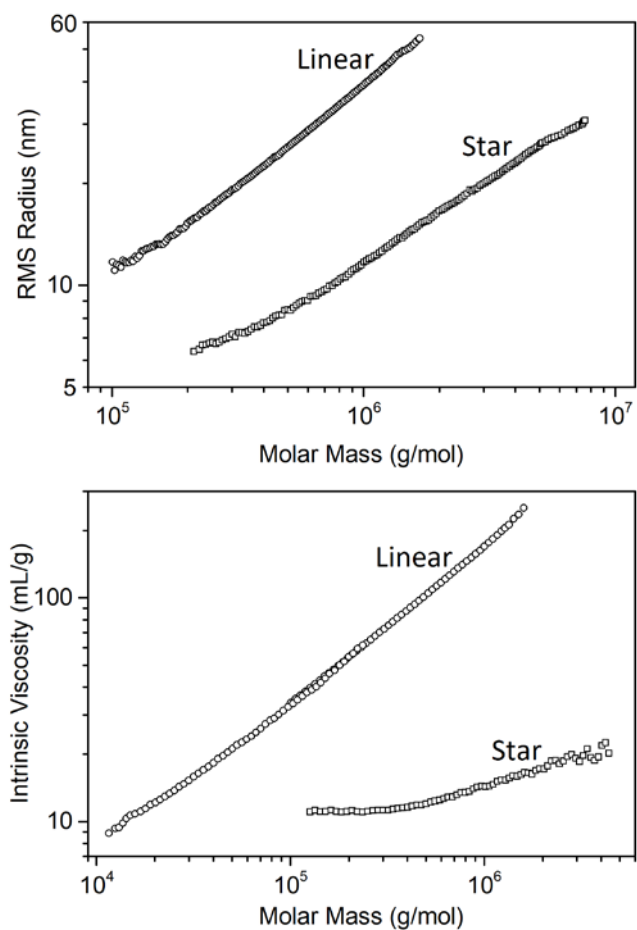 60
Linear
Star
RMS Radius (nm)
10
5
10⁵
10⁶
10⁷
Molar Mass (g/mol)
Linear
Intrinsic Viscosity (mL/g)
100
Star
10
10⁴
10⁵
10⁶
Molar Mass (g/mol)